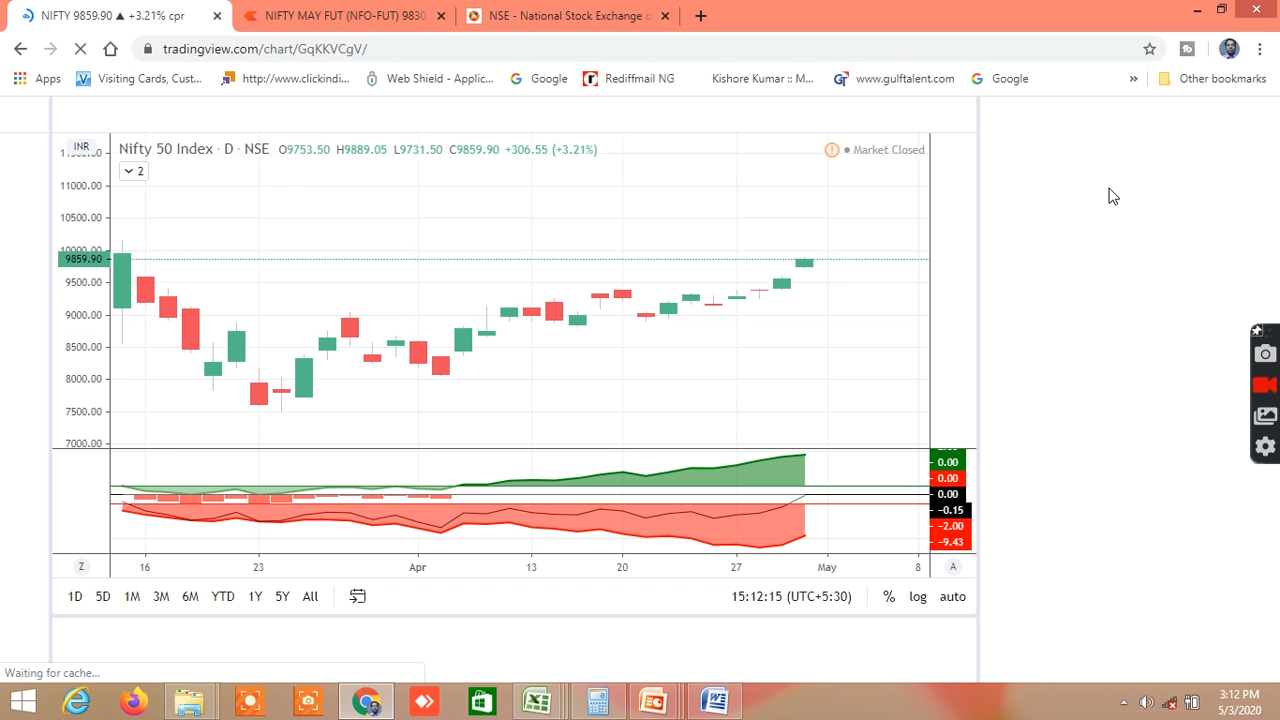 NIFTY 9859.90 ▲ +3.21% cpr
NIFTY MAY FUT (NFO-FUT) 9830
NSE - National Stock Exchange o
tradingview.com/chart/GqKKVCgV/
Apps
Visiting Cards, Cust...
http://www.clickindi...
Web Shield - Applic...
Google
Rediffmail NG
Kishore Kumar :: M...
www.gulftalent.com
Google
»
Other bookmarks
INR
Nifty 50 Index · D · NSE O9753.50 H9889.05 L9731.50 C9859.90 +306.55 (+3.21%)
Market Closed
2
11000.00
10500.00
10000.00
9859.90
9500.00
9000.00
8500.00
8000.00
7500.00
7000.00
0.00
0.00
0.00
−0.15
−2.00
−9.43
Z
16 23 Apr 13 20 27 May 8
A
1D 5D 1M 3M 6M YTD 1Y 5Y All
15:12:15 (UTC+5:30)
% log auto
Waiting for cache...
3:12 PM
5/3/2020